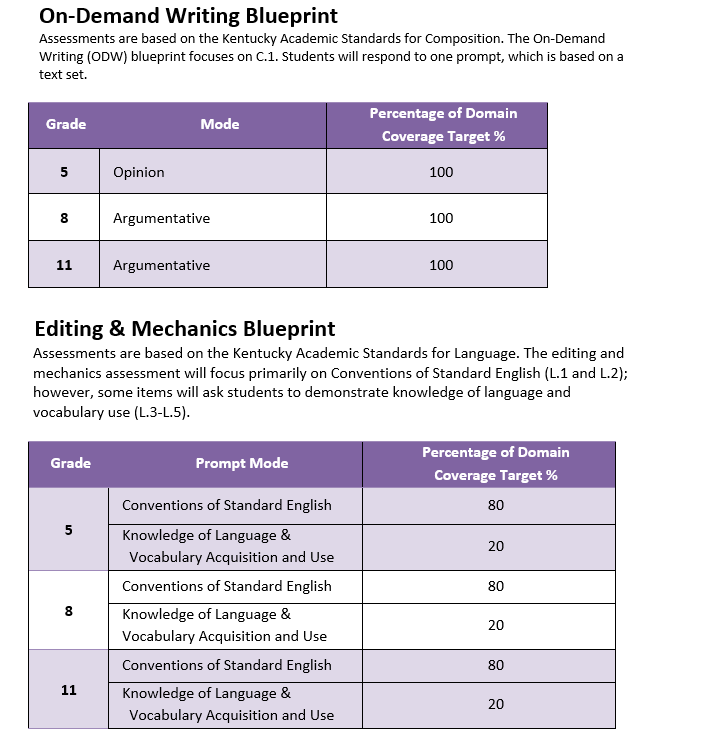 On-Demand Writing Blueprint
Assessments are based on the Kentucky Academic Standards for Composition. The On-Demand
Writing (ODW) blueprint focuses on C.1. Students will respond to one prompt, which is based on a
text set.
Grade Mode Percentage of Domain
Coverage Target %
5 Opinion 100
8 Argumentative 100
11 Argumentative 100
Editing & Mechanics Blueprint
Assessments are based on the Kentucky Academic Standards for Language. The editing and
mechanics assessment will focus primarily on Conventions of Standard English (L.1 and L.2);
however, some items will ask students to demonstrate knowledge of language and
vocabulary use (L.3-L.5).
Grade Prompt Mode Percentage of Domain
Coverage Target %
5 Conventions of Standard English 80
Knowledge of Language &
Vocabulary Acquisition and Use 20
8 Conventions of Standard English 80
Knowledge of Language &
Vocabulary Acquisition and Use 20
11 Conventions of Standard English 80
Knowledge of Language &
Vocabulary Acquisition and Use 20